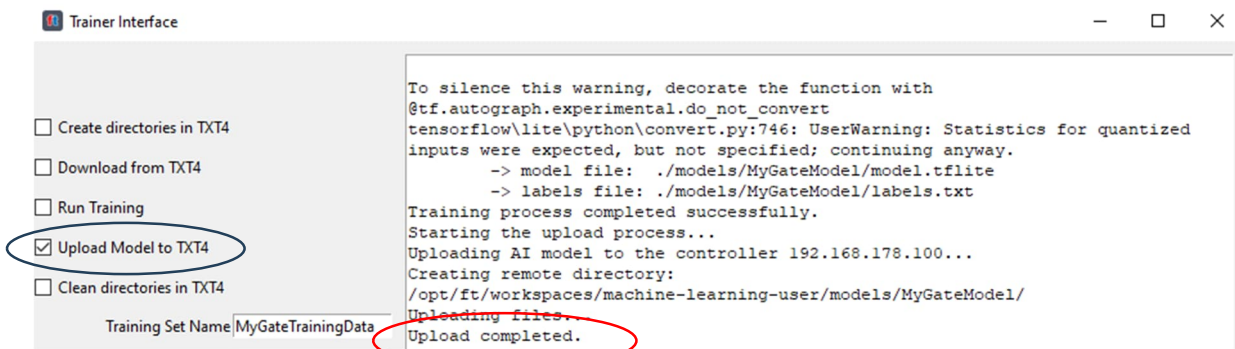 Trainer Interface
To silence this warning, decorate the function with
@tf.autograph.experimental.do_not_convert
tensorflow\lite\python\convert.py:746: UserWarning: Statistics for quantized
inputs were expected, but not specified; continuing anyway.
-> model file:  ./models/MyGateModel/model.tflite
-> labels file: ./models/MyGateModel/labels.txt
Training process completed successfully.
Starting the upload process...
Uploading AI model to the controller 192.168.178.100...
Creating remote directory:
/opt/ft/workspaces/machine-learning-user/models/MyGateModel/
Uploading files...
Upload completed.
Create directories in TXT4
Download from TXT4
Run Training
Upload Model to TXT4
Clean directories in TXT4
Training Set Name MyGateTrainingData